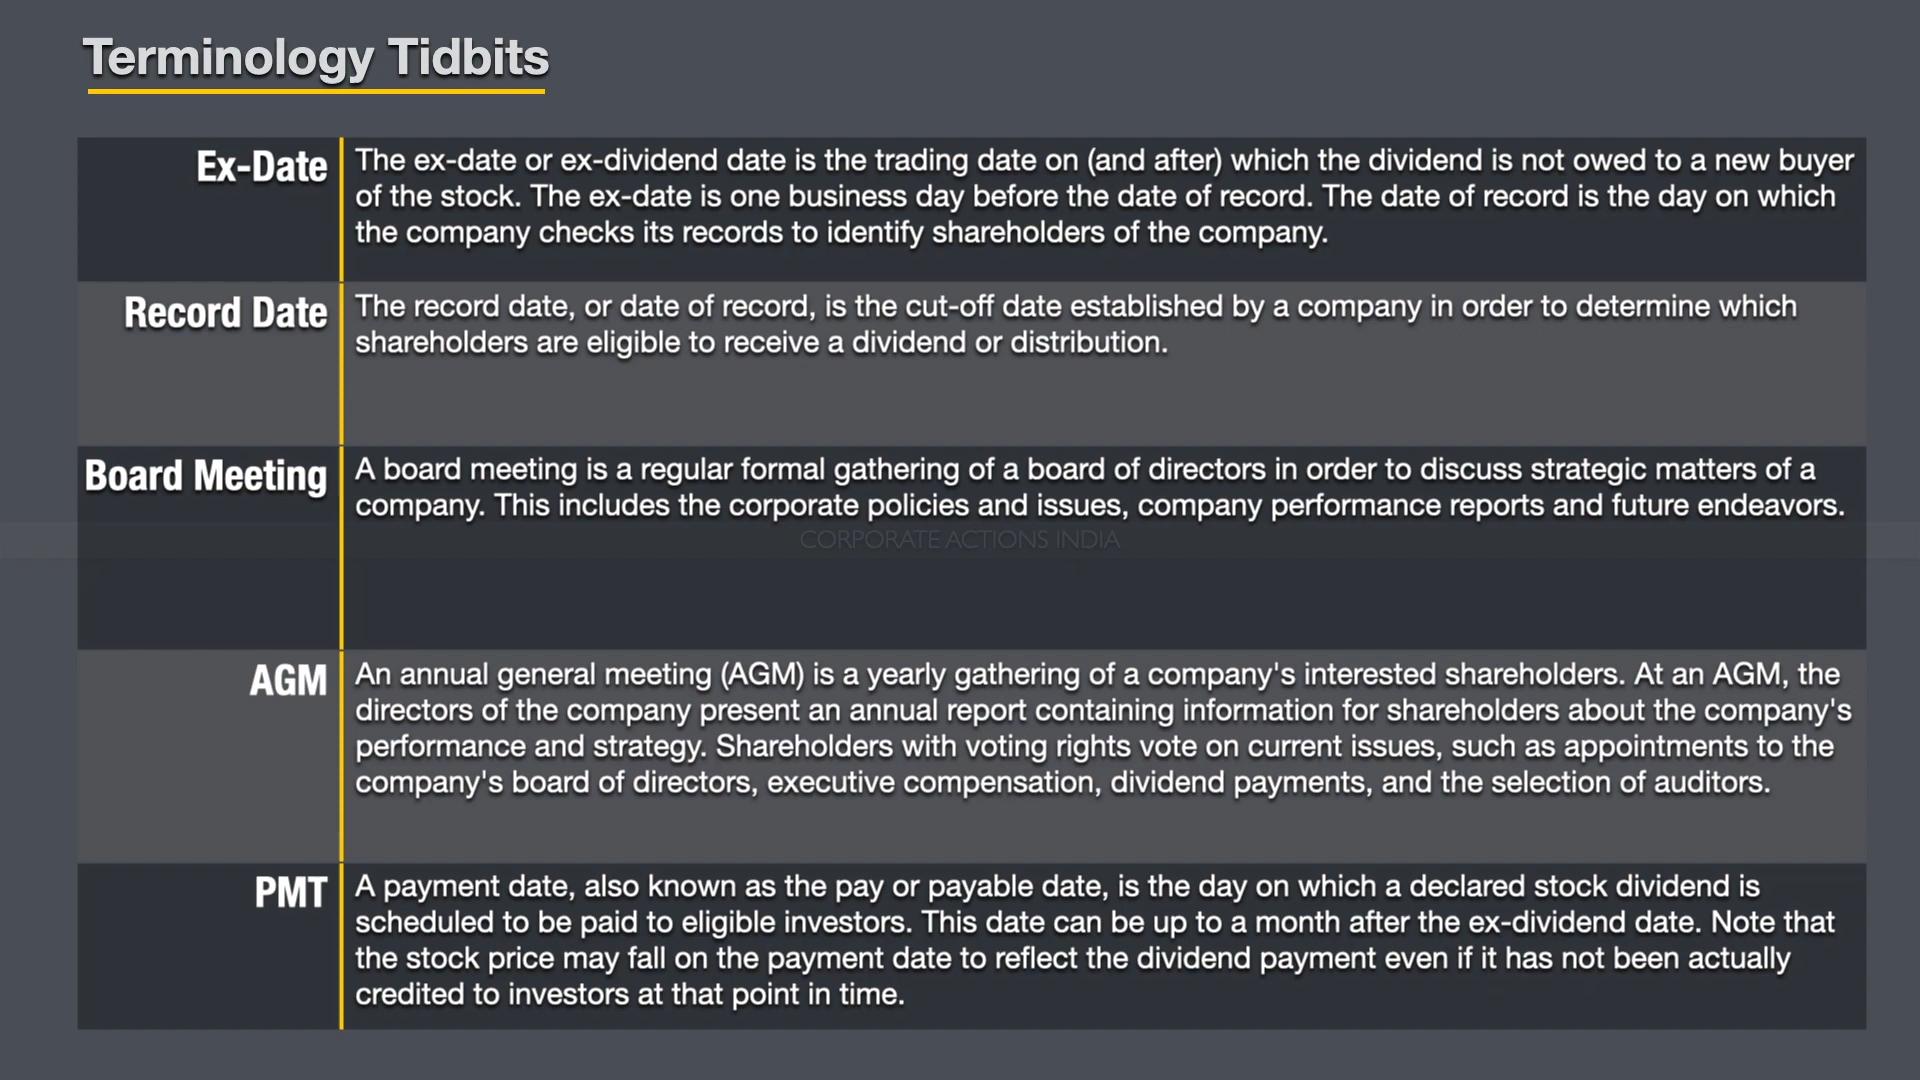 Terminology Tidbits
Ex-Date
The ex-date or ex-dividend date is the trading date on (and after) which the dividend is not owed to a new buyer
of the stock. The ex-date is one business day before the date of record. The date of record is the day on which
the company checks its records to identify shareholders of the company.
Record Date
The record date, or date of record, is the cut-off date established by a company in order to determine which
shareholders are eligible to receive a dividend or distribution.
Board Meeting
A board meeting is a regular formal gathering of a board of directors in order to discuss strategic matters of a
company. This includes the corporate policies and issues, company performance reports and future endeavors.
CORPORATE ACTIONS INDIA
AGM
An annual general meeting (AGM) is a yearly gathering of a company's interested shareholders. At an AGM, the
directors of the company present an annual report containing information for shareholders about the company's
performance and strategy. Shareholders with voting rights vote on current issues, such as appointments to the
company's board of directors, executive compensation, dividend payments, and the selection of auditors.
PMT
A payment date, also known as the pay or payable date, is the day on which a declared stock dividend is
scheduled to be paid to eligible investors. This date can be up to a month after the ex-dividend date. Note that
the stock price may fall on the payment date to reflect the dividend payment even if it has not been actually
credited to investors at that point in time.